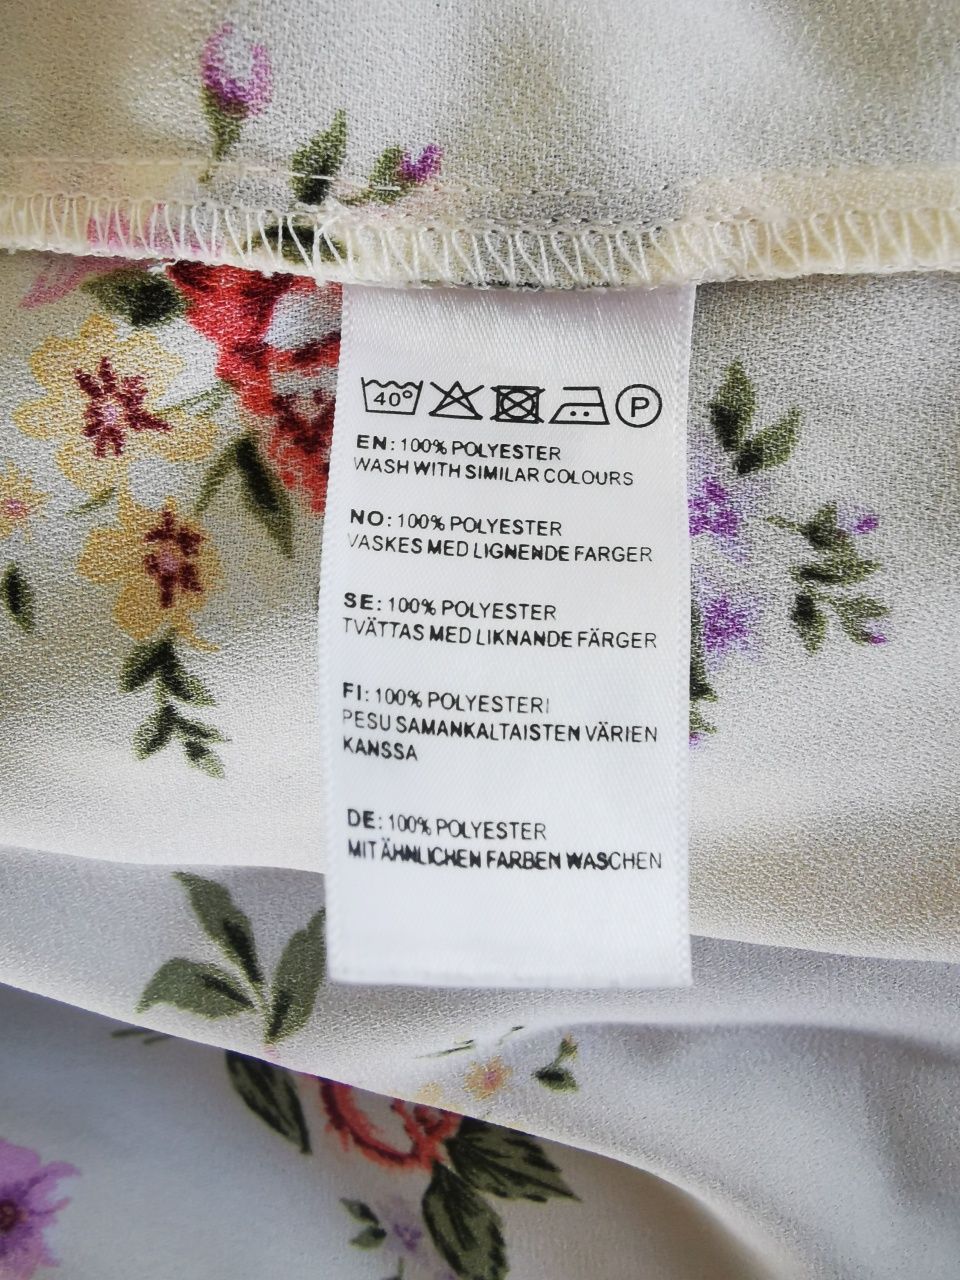 40°
P
EN: 100% POLYESTER
WASH WITH SIMILAR COLOURS
NO: 100% POLYESTER
VASKES MED LIGNENDE FARGER
SE: 100% POLYESTER
TVÄTTAS MED LIKNANDE FÄRGER
FI: 100% POLYESTERI
PESU SAMANKALTAISTEN VÄRIEN
KANSSA
DE: 100% POLYESTER
MIT ÄHNLICHEN FARBEN WASCHEN